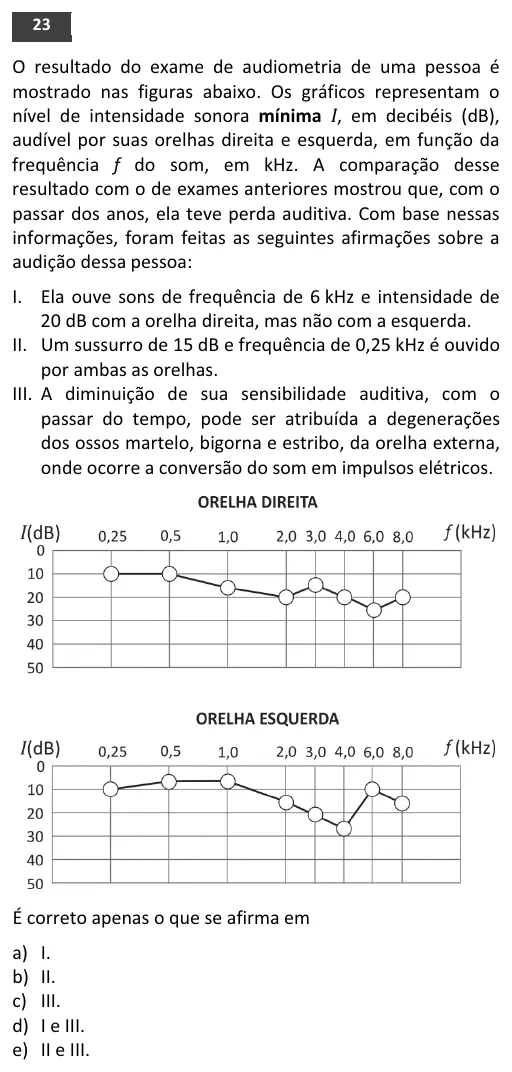 23
O resultado do exame de audiometria de uma pessoa é
mostrado nas figuras abaixo. Os gráficos representam o
nível de intensidade sonora mínima I, em decibéis (dB),
audível por suas orelhas direita e esquerda, em função da
frequência f do som, em kHz. A comparação desse
resultado com o de exames anteriores mostrou que, com o
passar dos anos, ela teve perda auditiva. Com base nessas
informações, foram feitas as seguintes afirmações sobre a
audição dessa pessoa:
I. Ela ouve sons de frequência de 6 kHz e intensidade de
20 dB com a orelha direita, mas não com a esquerda.
II. Um sussurro de 15 dB e frequência de 0,25 kHz é ouvido
por ambas as orelhas.
III. A diminuição de sua sensibilidade auditiva, com o
passar do tempo, pode ser atribuída a degenerações
dos ossos martelo, bigorna e estribo, da orelha externa,
onde ocorre a conversão do som em impulsos elétricos.
ORELHA DIREITA
I(dB) 0,25 0,5 1,0 2,0 3,0 4,0 6,0 8,0 f (kHz)
0
10
20
30
40
50
ORELHA ESQUERDA
I(dB) 0,25 0,5 1,0 2,0 3,0 4,0 6,0 8,0 f (kHz)
0
10
20
30
40
50
É correto apenas o que se afirma em
a) I.
b) II.
c) III.
d) I e III.
e) II e III.